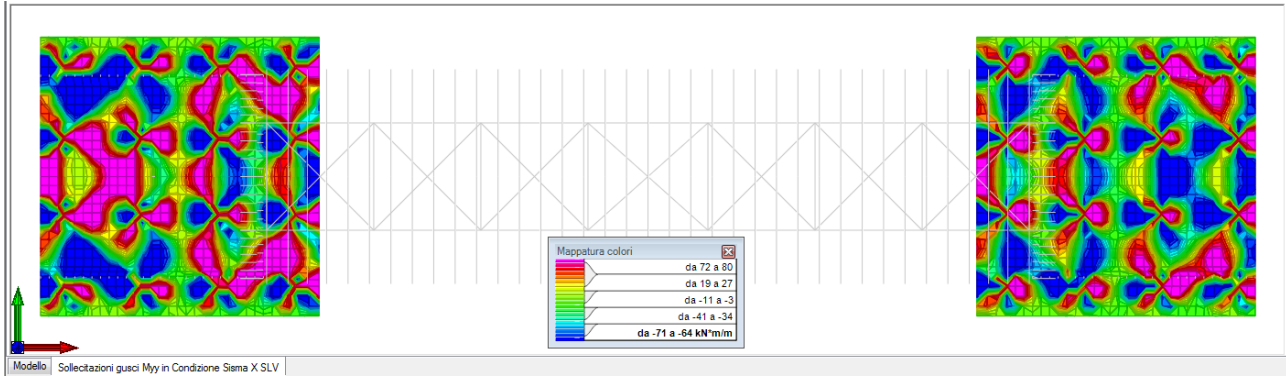 Mappatura colori
da 72 a 80
da 19 a 27
da -11 a -3
da -41 a -34
da -71 a -64 kN*m/m
Modello
Sollecitazioni gusci Myy in Condizione Sisma X SLV